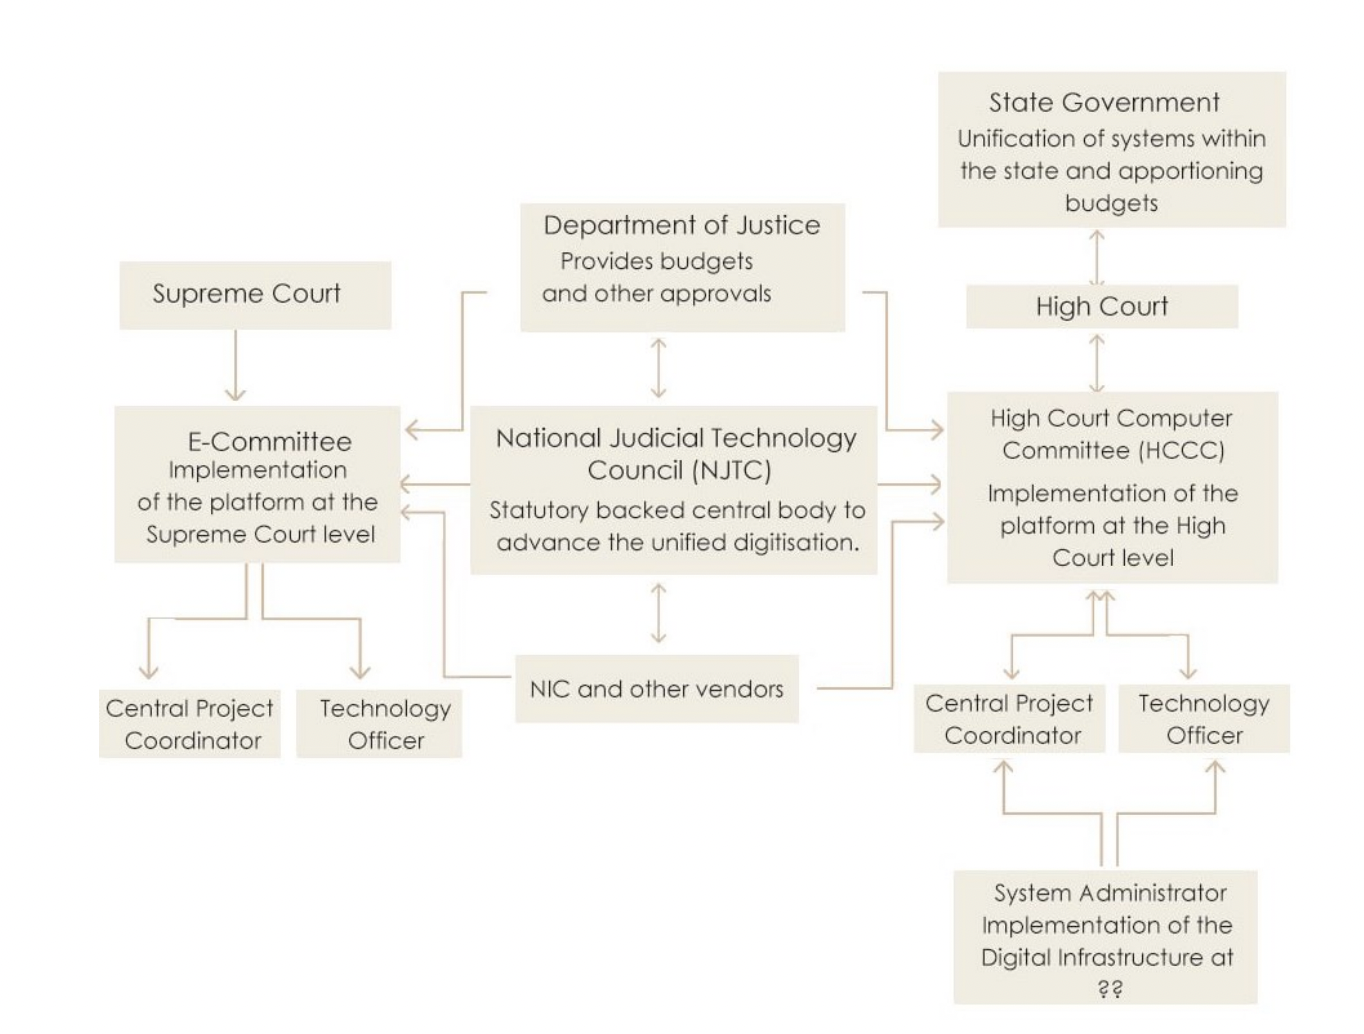 State Government
Unification of systems within
the state and apportioning
budgets
Department of Justice
Provides budgets
and other approvals
Supreme Court
High Court
E-Committee
Implementation
of the platform at the
Supreme Court level
National Judicial Technology
Council (NJTC)
Statutory backed central body to
advance the unified digitisation.
High Court Computer
Committee (HCCC)
Implementation of the
platform at the High
Court level
NIC and other vendors
Central Project
Coordinator
Technology
Officer
Central Project
Coordinator
Technology
Officer
System Administrator
Implementation of the
Digital Infrastructure at
??